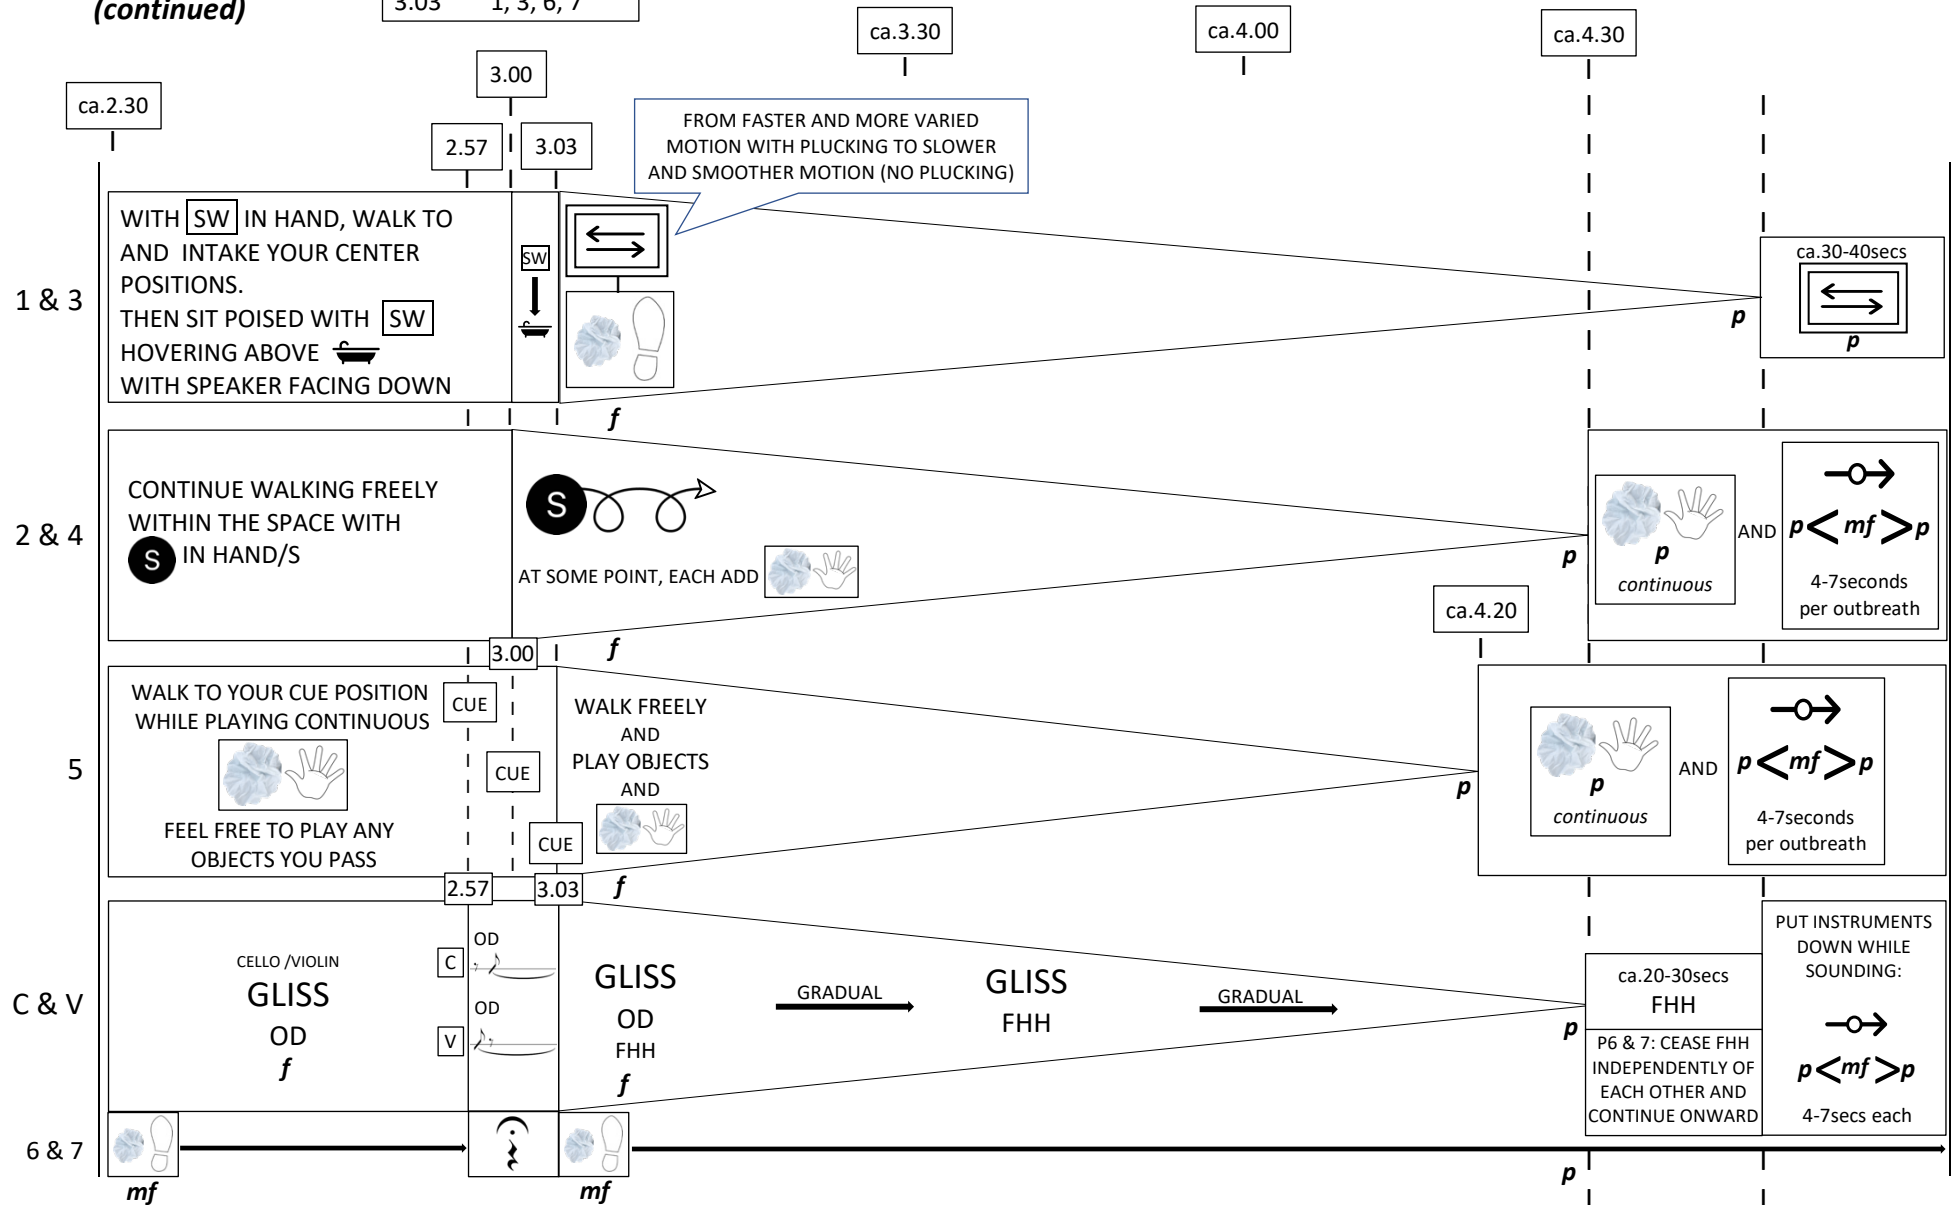 (continued)
3.03 1, 3, 6, 7
ca.2.30
2.57
3.00
3.03
ca.3.30
ca.4.00
ca.4.30
FROM FASTER AND MORE VARIED
MOTION WITH PLUCKING TO SLOWER
AND SMOOTHER MOTION (NO PLUCKING)
1 & 3
WITH SW IN HAND, WALK TO
AND INTAKE YOUR CENTER
POSITIONS.
THEN SIT POISED WITH SW
HOVERING ABOVE
WITH SPEAKER FACING DOWN
SW
f
p
ca.30-40secs
p
2 & 4
CONTINUE WALKING FREELY
WITHIN THE SPACE WITH
S IN HAND/S
S
AT SOME POINT, EACH ADD
f
p
p
continuous
AND
p < mf > p
4-7seconds
per outbreath
ca.4.20
3.00
5
WALK TO YOUR CUE POSITION
WHILE PLAYING CONTINUOUS
FEEL FREE TO PLAY ANY
OBJECTS YOU PASS
CUE
CUE
CUE
WALK FREELY
AND
PLAY OBJECTS
AND
f
p
p
continuous
AND
p < mf > p
4-7seconds
per outbreath
2.57
3.03
C & V
CELLO /VIOLIN
GLISS
OD
f
C
OD
V
OD
GLISS
OD
FHH
f
GRADUAL
GLISS
FHH
GRADUAL
p
ca.20-30secs
FHH
P6 & 7: CEASE FHH
INDEPENDENTLY OF
EACH OTHER AND
CONTINUE ONWARD
PUT INSTRUMENTS
DOWN WHILE
SOUNDING:
p < mf > p
4-7secs each
6 & 7
mf
mf
p